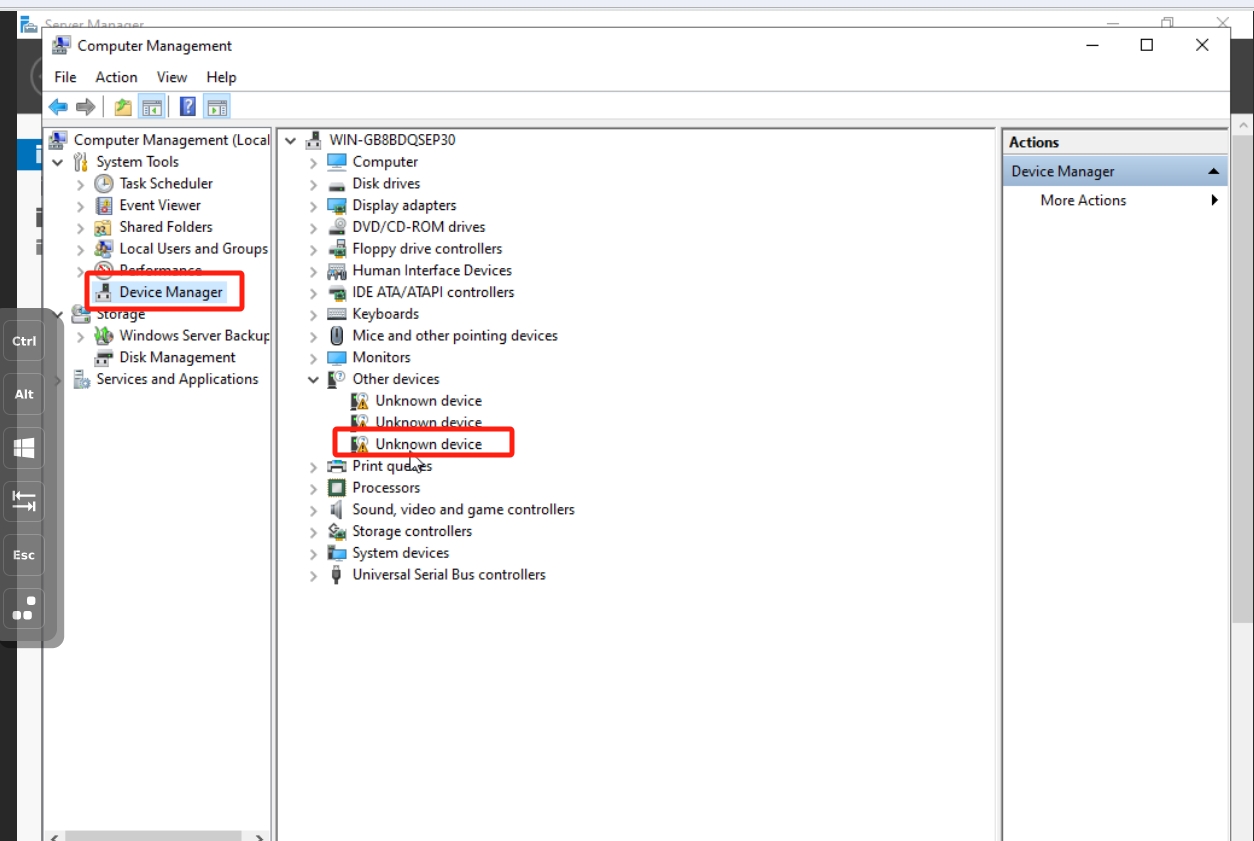 Server Manager
Computer Management
File Action View Help
Computer Management (Local
System Tools
Task Scheduler
Event Viewer
Shared Folders
Local Users and Groups
Performance
Device Manager
Storage
Windows Server Backup
Disk Management
Services and Applications
WIN-GB8BDQSEP30
Computer
Disk drives
Display adapters
DVD/CD-ROM drives
Floppy drive controllers
Human Interface Devices
IDE ATA/ATAPI controllers
Keyboards
Mice and other pointing devices
Monitors
Other devices
Unknown device
Unknown device
Unknown device
Print queues
Processors
Sound, video and game controllers
Storage controllers
System devices
Universal Serial Bus controllers
Actions
Device Manager
More Actions
Ctrl
Alt
Esc